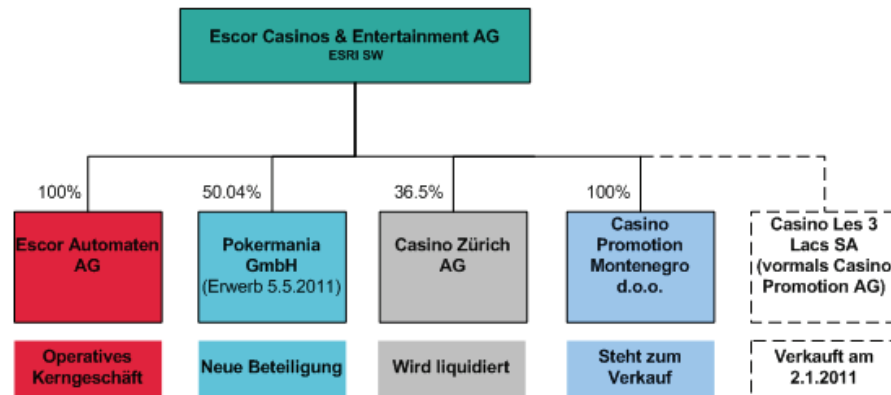 Escor Casinos & Entertainment AG
ESRI SW
100%
50.04%
36.5%
100%
Escor Automaten
AG
Pokermania
GmbH
(Erwerb 5.5.2011)
Casino Zürich
AG
Casino
Promotion
Montenegro
d.o.o.
Casino Les 3
Lacs SA
(vormals Casino
Promotion AG)
Operatives
Kerngeschäft
Neue Beteiligung
Wird liquidiert
Steht zum
Verkauf
Verkauft am
2.1.2011